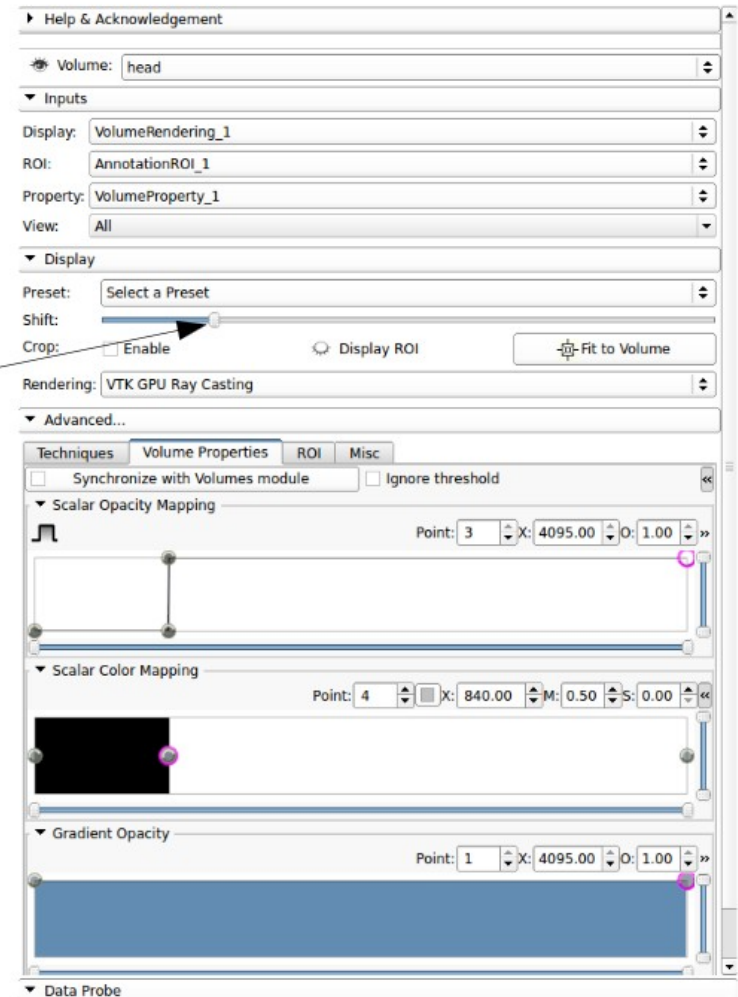 Help & Acknowledgement
Volume: head
Inputs
Display: VolumeRendering_1
ROI: AnnotationROI_1
Property: VolumeProperty_1
View: All
Display
Preset: Select a Preset
Shift:
Crop: Enable Display ROI Fit to Volume
Rendering: VTK GPU Ray Casting
Advanced...
Techniques Volume Properties ROI Misc
Synchronize with Volumes module Ignore threshold «
Scalar Opacity Mapping
Point: 3 X: 4095.00 O: 1.00 »
Scalar Color Mapping
Point: 4 X: 840.00 M: 0.50 S: 0.00 «
Gradient Opacity
Point: 1 X: 4095.00 O: 1.00 »
Data Probe